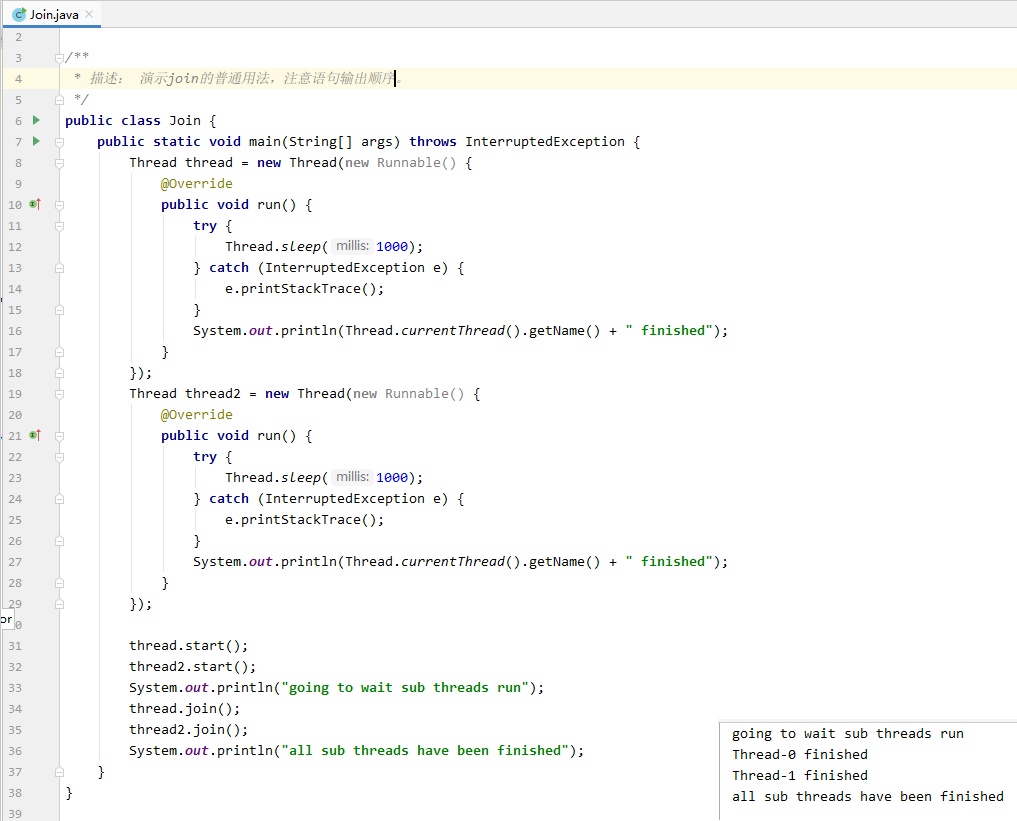 Join.java
2
3 /**
4 * 描述： 演示join的普通用法，注意语句输出顺序。
5 */
6 public class Join {
7 public static void main(String[] args) throws InterruptedException {
8 Thread thread = new Thread(new Runnable() {
9 @Override
10 public void run() {
11 try {
12 Thread.sleep( millis: 1000);
13 } catch (InterruptedException e) {
14 e.printStackTrace();
15 }
16 System.out.println(Thread.currentThread().getName() + " finished");
17 }
18 });
19 Thread thread2 = new Thread(new Runnable() {
20 @Override
21 public void run() {
22 try {
23 Thread.sleep( millis: 1000);
24 } catch (InterruptedException e) {
25 e.printStackTrace();
26 }
27 System.out.println(Thread.currentThread().getName() + " finished");
28 }
29 });
or 0
31 thread.start();
32 thread2.start();
33 System.out.println("going to wait sub threads run");
34 thread.join();
35 thread2.join();
36 System.out.println("all sub threads have been finished");
37 }
38 }
39
going to wait sub threads run
Thread-0 finished
Thread-1 finished
all sub threads have been finished